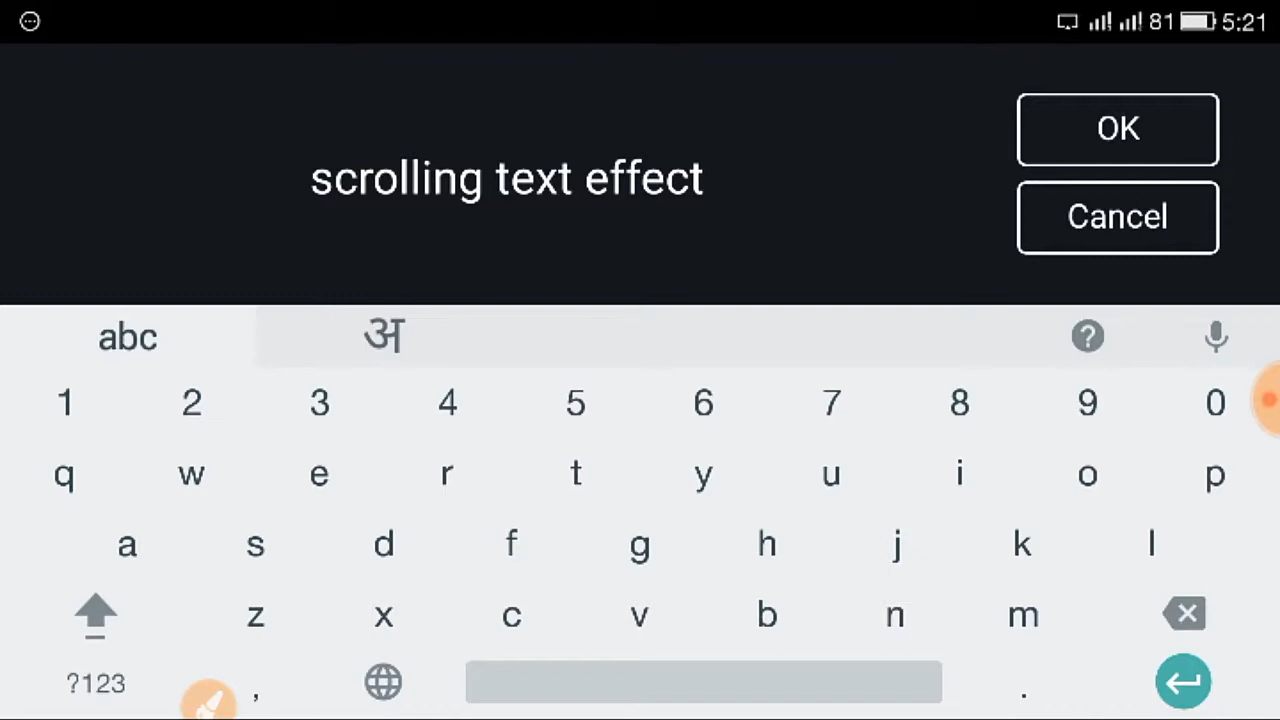 81 5:21
OK
scrolling text effect
Cancel
abc अ ?
1 2 3 4 5 6 7 8 9 0
q w e r t y u i o p
a s d f g h j k l
z x c v b n m
?123 , .